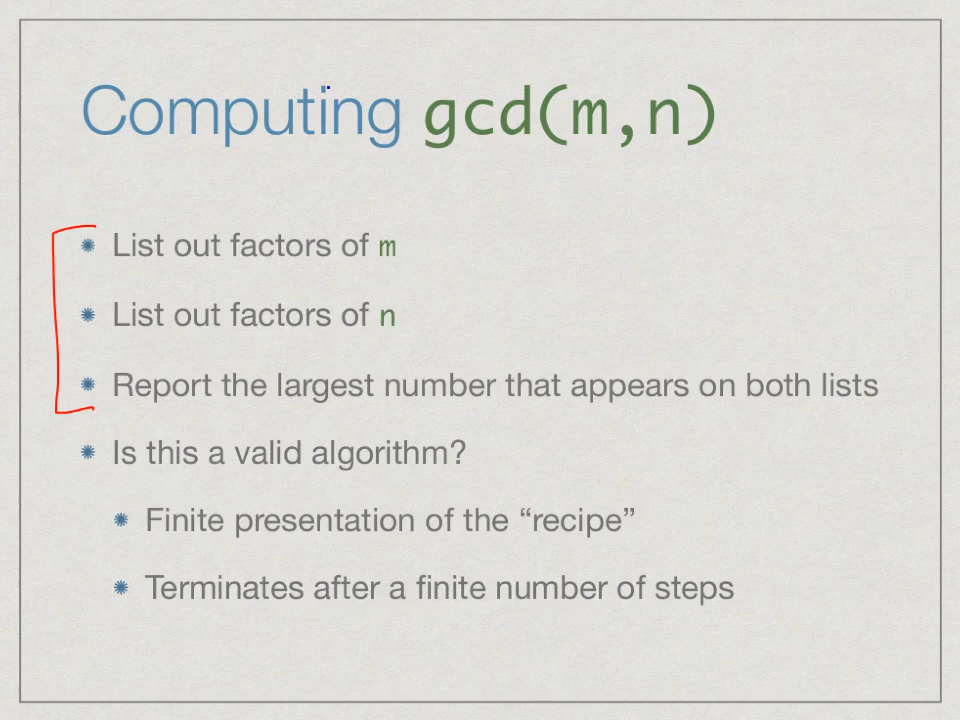 Computing gcd(m,n)
List out factors of m
List out factors of n
Report the largest number that appears on both lists
Is this a valid algorithm?
Finite presentation of the “recipe”
Terminates after a finite number of steps